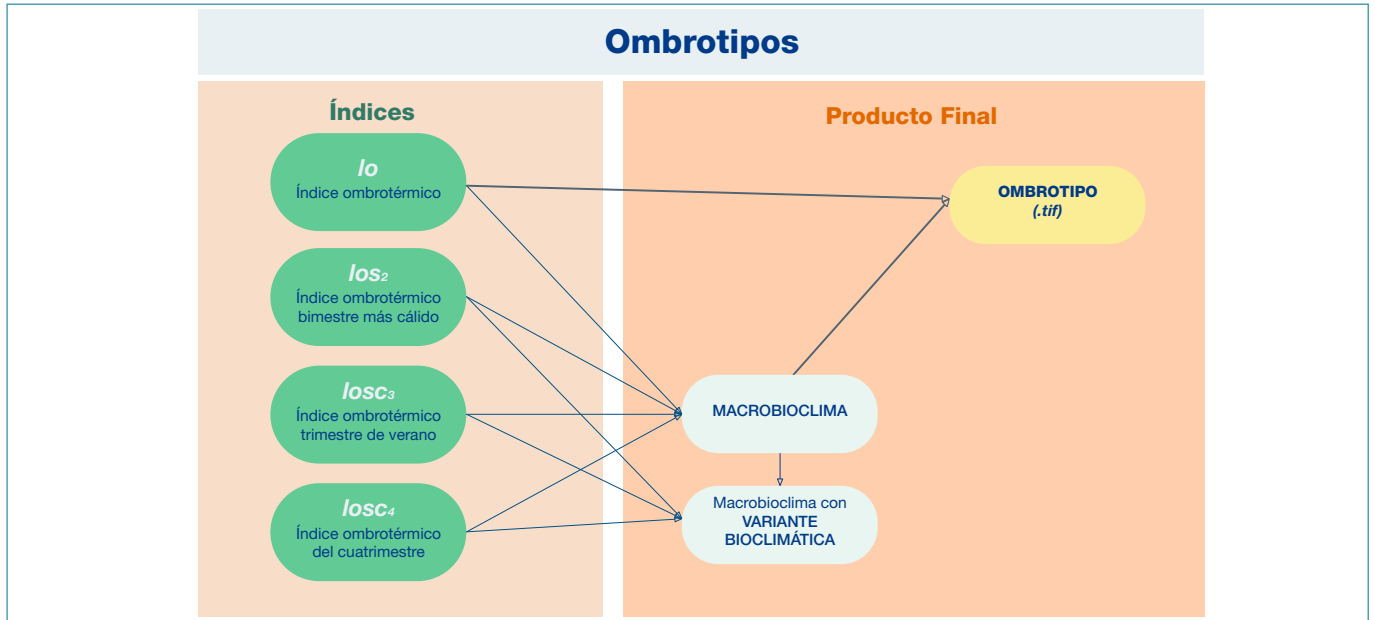 Ombrotipos
Índices
Io
Índice ombrotérmico
Ios₂
Índice ombrotérmico
bimestre más cálido
Iosc₃
Índice ombrotérmico
trimestre de verano
Iosc₄
Índice ombrotérmico
del cuatrimestre
Producto Final
OMBROTIPO
(.tif)
MACROBIOCLIMA
Macrobioclima con
VARIANTE
BIOCLIMÁTICA